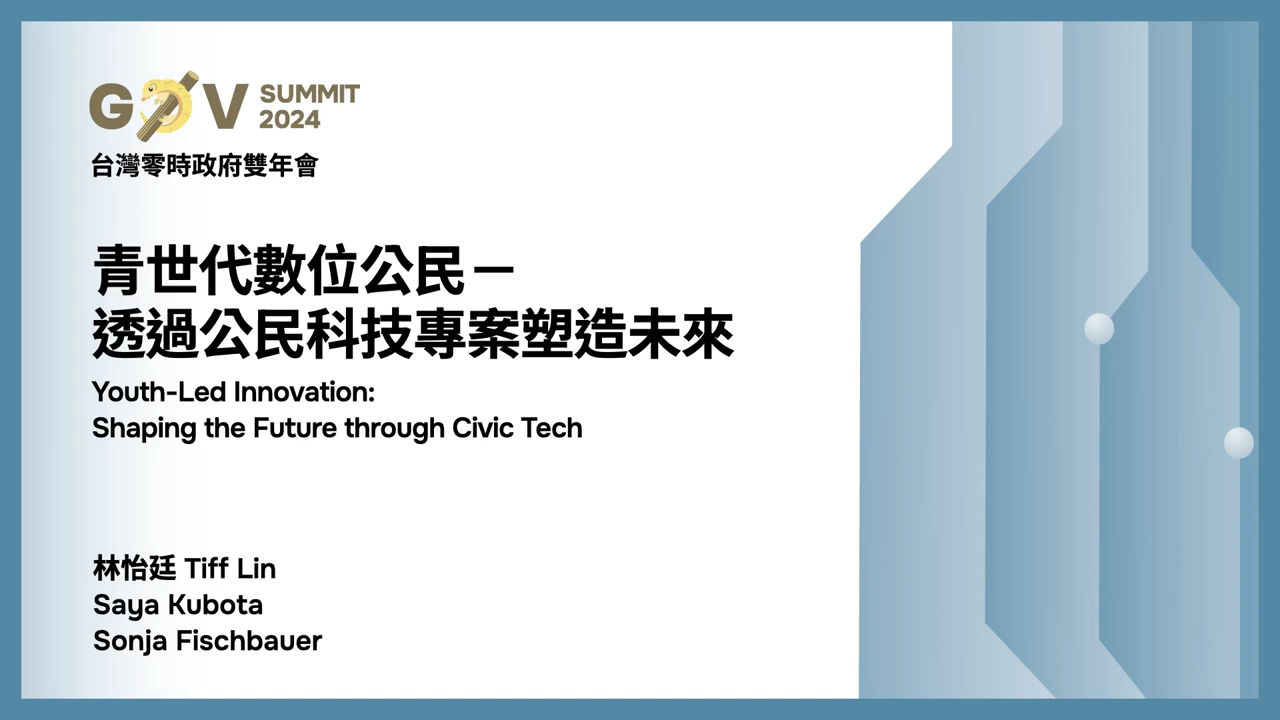 G0V SUMMIT 2024
台灣零時政府雙年會
青世代數位公民－
透過公民科技專案塑造未來
Youth-Led Innovation:
Shaping the Future through Civic Tech
林怡廷 Tiff Lin
Saya Kubota
Sonja Fischbauer